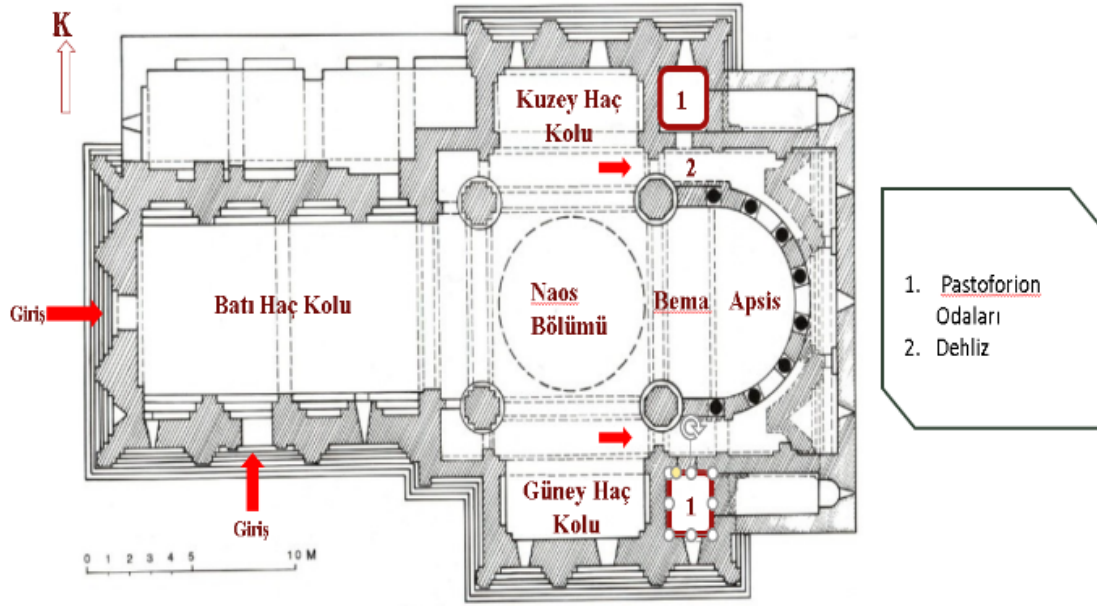 K
Kuzey Haç
Kolu
1
2
Giriş
Batı Haç Kolu
Naos
Bölümü
Bema
Apsis
1. Pastoforion
Odaları
2. Dehliz
Güney Haç
Kolu
1
Giriş
0 1 2 3 4 5 10 M